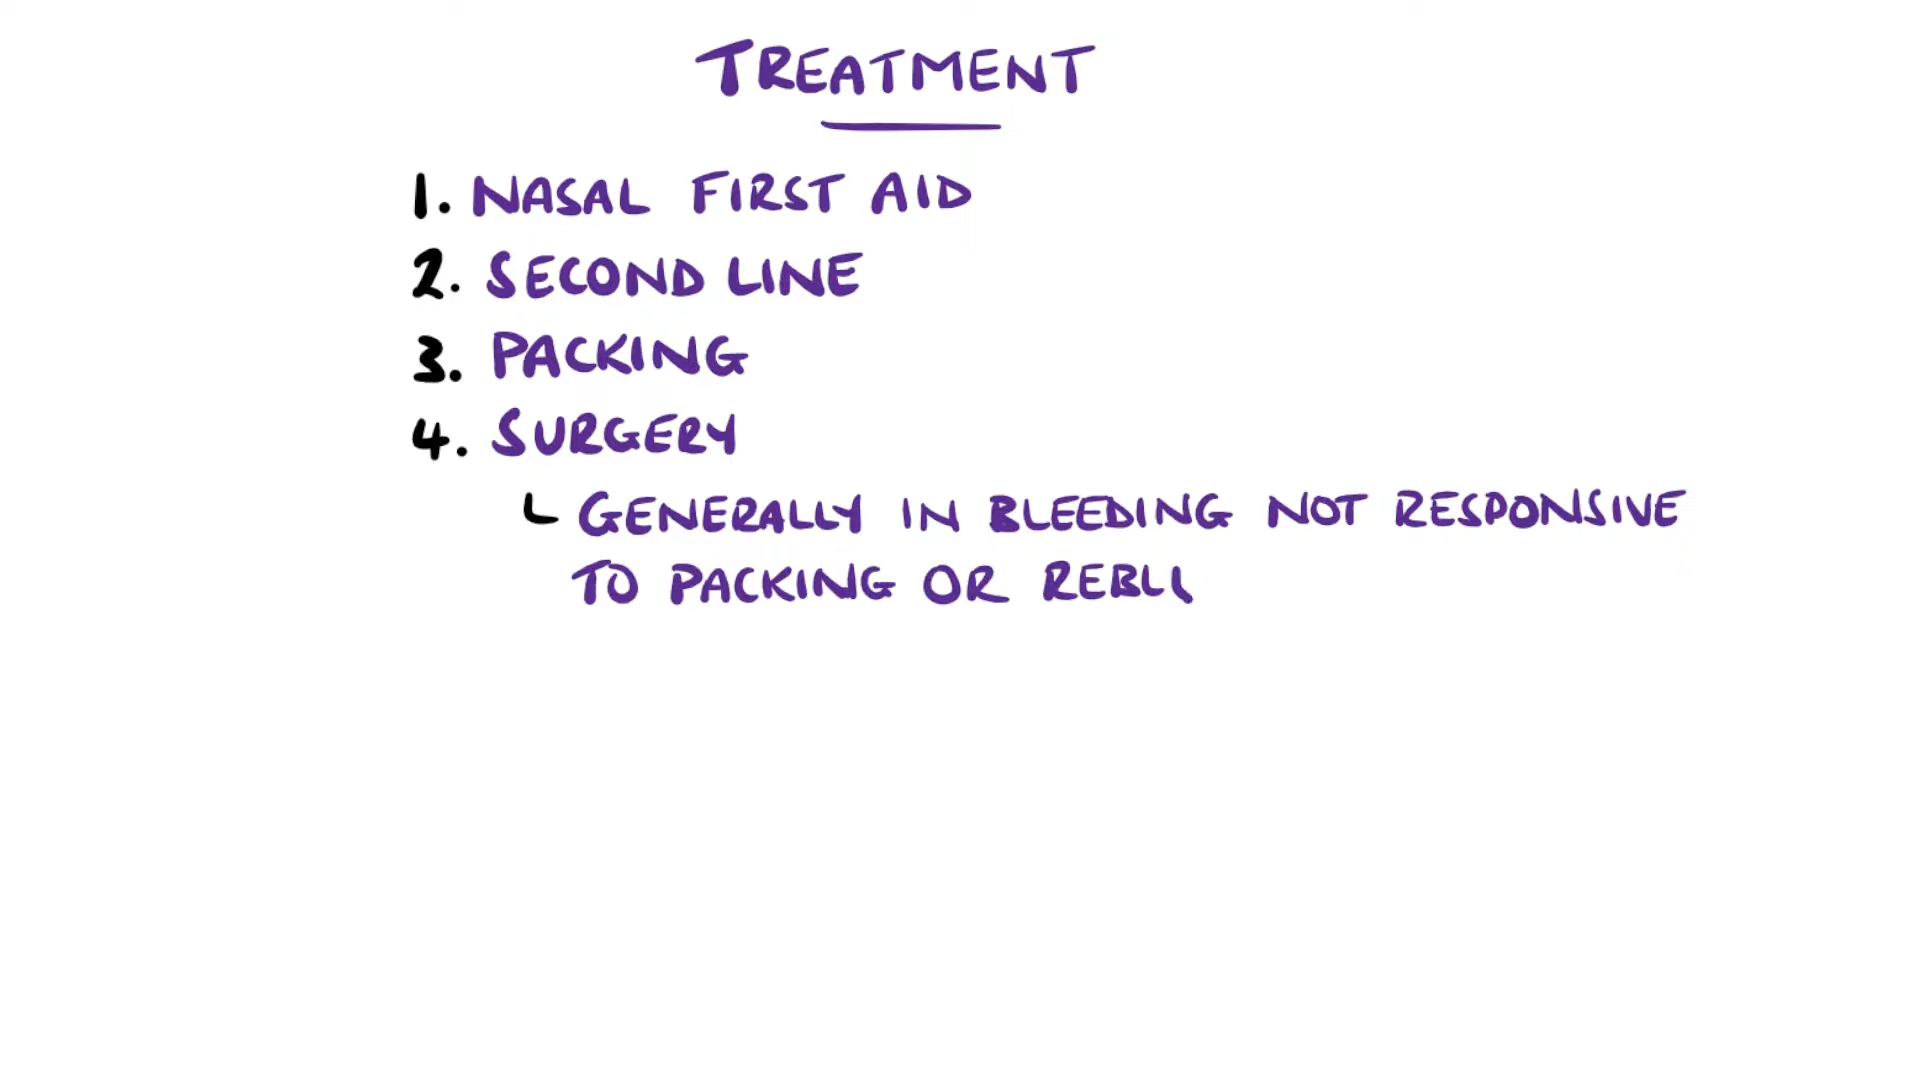 TREATMENT
1. NASAL FIRST AID
2. SECOND LINE
3. PACKING
4. SURGERY
GENERALLY IN BLEEDING NOT RESPONSIVE
TO PACKING OR REBL